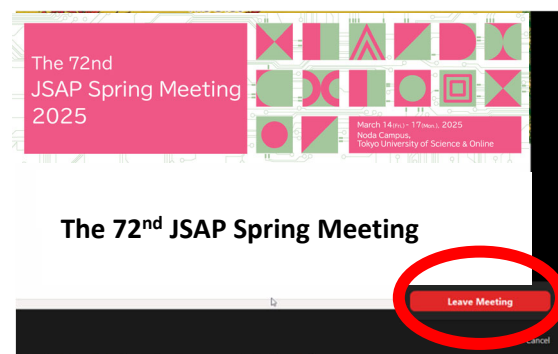 The 72nd
JSAP Spring Meeting
2025
March 14(Fri.) - 17(Mon.), 2025
Noda Campus,
Tokyo University of Science & Online
The 72nd JSAP Spring Meeting
Leave Meeting
Cancel